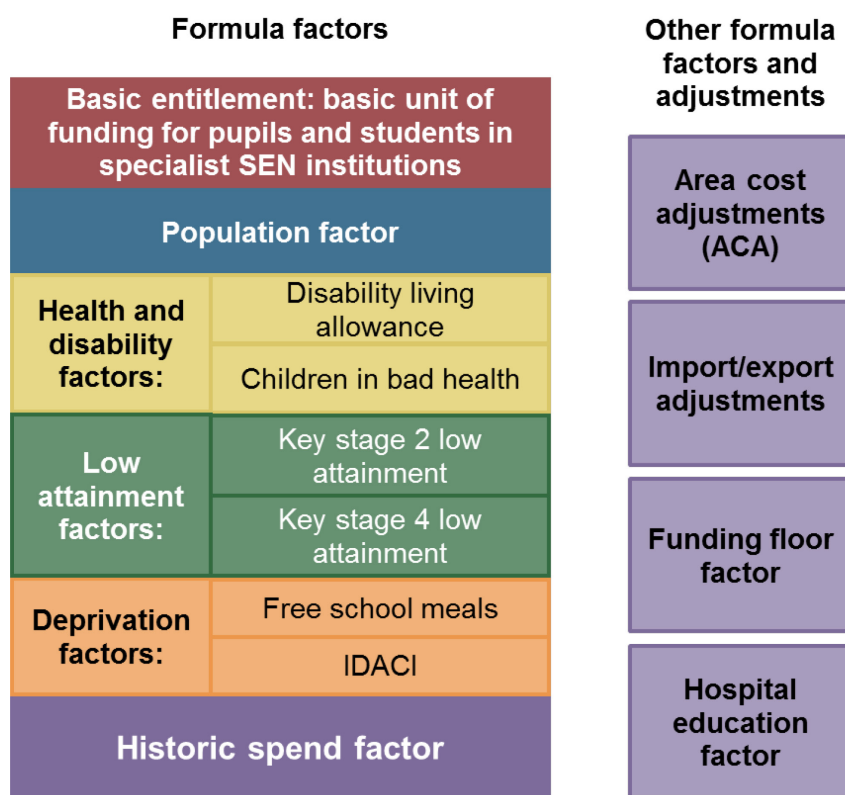 Formula factors
Basic entitlement: basic unit of
funding for pupils and students in
specialist SEN institutions
Population factor
Health and
disability
factors:
Disability living
allowance
Children in bad health
Low
attainment
factors:
Key stage 2 low
attainment
Key stage 4 low
attainment
Deprivation
factors:
Free school meals
IDACI
Historic spend factor
Other formula
factors and
adjustments
Area cost
adjustments
(ACA)
Import/export
adjustments
Funding floor
factor
Hospital
education
factor